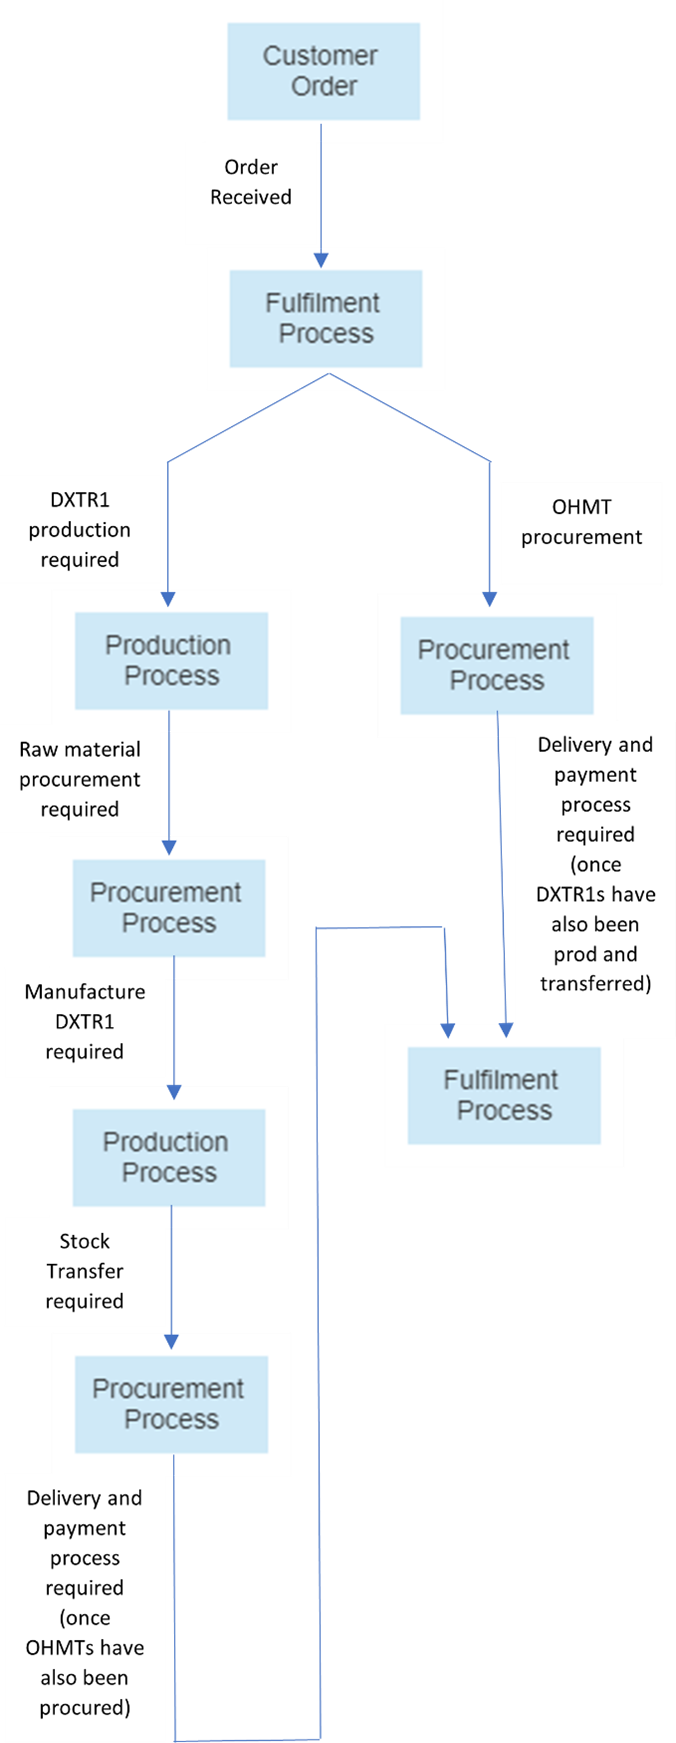 Customer
Order
Order
Received
Fulfilment
Process
DXTR1
production
required
OHMT
procurement
Production
Process
Procurement
Process
Raw material
procurement
required
Delivery and
payment
process
required
(once
DXTR1s have
also been
prod and
transferred)
Procurement
Process
Manufacture
DXTR1
required
Fulfilment
Process
Production
Process
Stock
Transfer
required
Procurement
Process
Delivery and
payment
process
required
(once
OHMTs have
also been
procured)